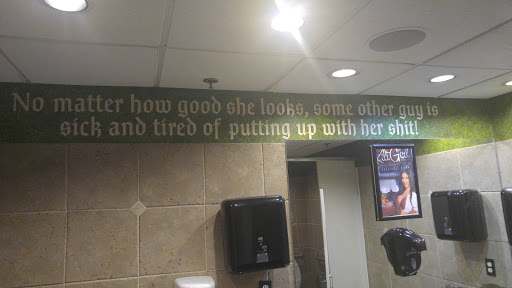 No matter how good she looks, some other guy is
sick and tired of putting up with her shit!